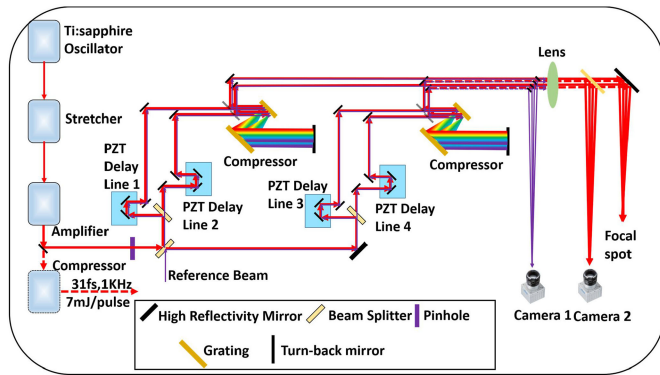 Ti:sapphire
Oscillator
Stretcher
Amplifier
Compressor
31fs,1KHz
7mJ/pulse
PZT
Delay
Line 1
PZT Delay
Line 2
Compressor
Reference Beam
PZT Delay
Line 3
PZT Delay
Line 4
Compressor
Lens
Focal
spot
Camera 1
Camera 2
High Reflectivity Mirror
Beam Splitter
Pinhole
Grating
Turn-back mirror